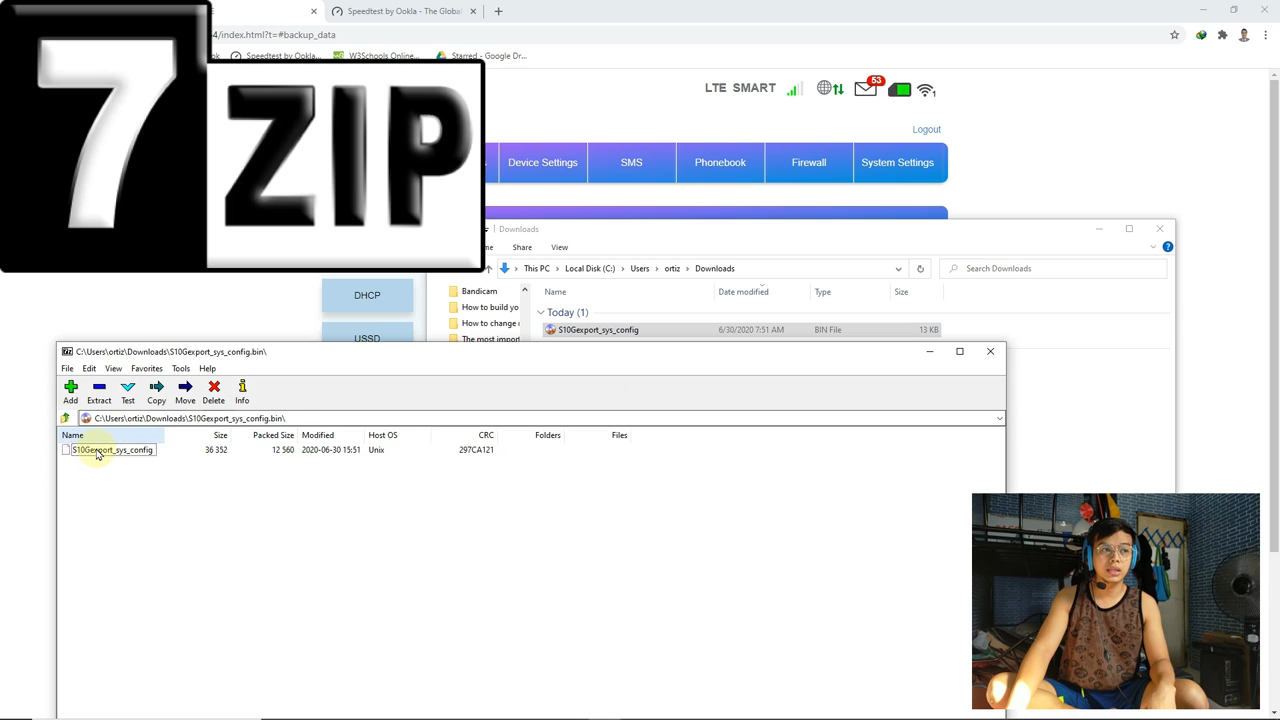 7 ZIP
Speedtest by Ookla - The Global
4/index.html?t=#backup_data
Speedtest by Ookla...
W3Schools Online...
Starred - Google Dr...
LTE SMART
53
1
Logout
Device Settings
SMS
Phonebook
Firewall
System Settings
DHCP
USSD
Downloads
Share
View
This PC > Local Disk (C:) > Users > ortiz > Downloads
Search Downloads
Bandicam
How to build yo
How to change
The most import
Name
Date modified
Type
Size
Today (1)
S10Gexport_sys_config
6/30/2020 7:51 AM
BIN File
13 KB
C:\Users\ortiz\Downloads\S10Gexport_sys_config.bin\
File Edit View Favorites Tools Help
Add Extract Test Copy Move Delete Info
C:\Users\ortiz\Downloads\S10Gexport_sys_config.bin\
Name Size Packed Size Modified Host OS CRC Folders Files
S10Gexport_sys_config 36 352 12 560 2020-06-30 15:51 Unix 297CA121